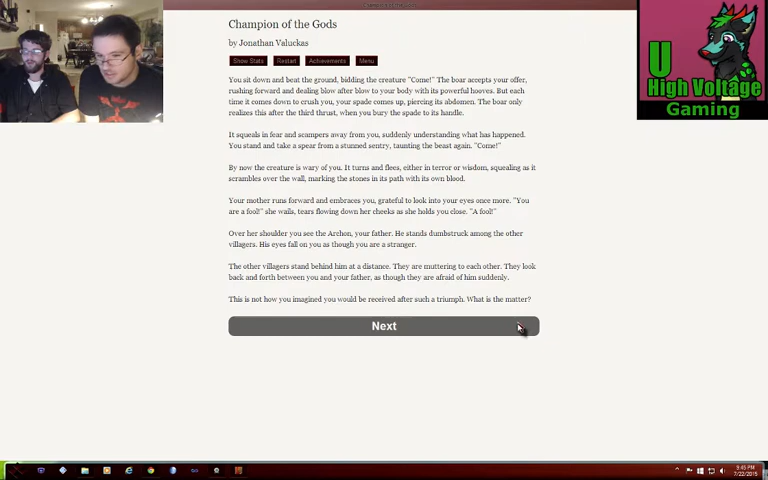 Champion of the Gods
Champion of the Gods
by Jonathan Valuckas
Show Stats Restart Achievements Menu
You sit down and beat the ground, bidding the creature "Come!" The boar accepts your offer,
rushing forward and dealing blow after blow to your body with its powerful hooves. But each
time it comes down to crush you, your spade comes up, piercing its abdomen. The boar only
realizes this after the third thrust, when you bury the spade to its handle.
It squeals in fear and scampers away from you, suddenly understanding what has happened.
You stand and take a spear from a stunned sentry, taunting the beast again. "Come!"
By now the creature is wary of you. It turns and flees, either in terror or wisdom, squealing as it
scrambles over the wall, marking the stones in its path with its own blood.
Your mother runs forward and embraces you, grateful to look into your eyes once more. "You
are a fool!" she wails, tears flowing down her cheeks as she holds you close. "A fool!"
Over her shoulder you see the Archon, your father. He stands dumbstruck among the other
villagers. His eyes fall on you as though you are a stranger.
The other villagers stand behind him at a distance. They are muttering to each other. They look
back and forth between you and your father, as though they are afraid of him suddenly.
This is not how you imagined you would be received after such a triumph. What is the matter?
Next
U
High Voltage
Gaming
9:45 PM
7/22/2015